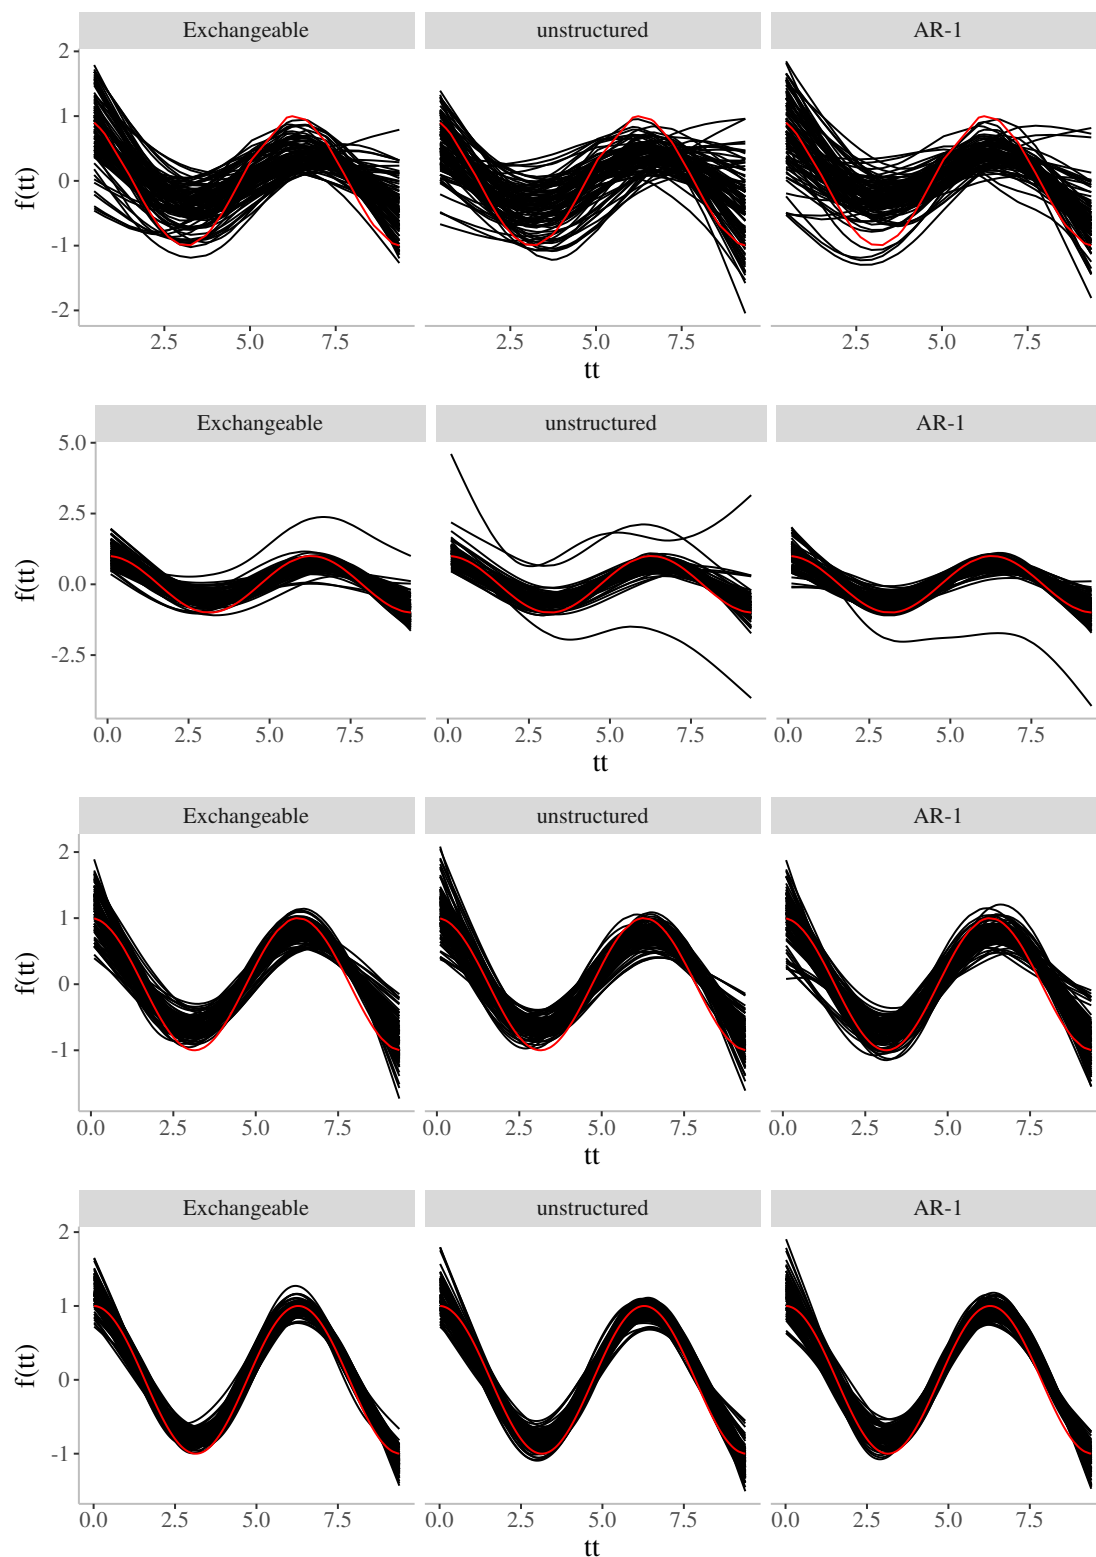 Exchangeable unstructured AR-1
2
1
0
-1
-2
f(tt)
2.5 5.0 7.5 2.5 5.0 7.5 2.5 5.0 7.5
tt
Exchangeable unstructured AR-1
5.0
2.5
0.0
-2.5
f(tt)
0.0 2.5 5.0 7.5 0.0 2.5 5.0 7.5 0.0 2.5 5.0 7.5
tt
Exchangeable unstructured AR-1
2
1
0
-1
f(tt)
0.0 2.5 5.0 7.5 0.0 2.5 5.0 7.5 0.0 2.5 5.0 7.5
tt
Exchangeable unstructured AR-1
2
1
0
-1
f(tt)
0.0 2.5 5.0 7.5 0.0 2.5 5.0 7.5 0.0 2.5 5.0 7.5
tt